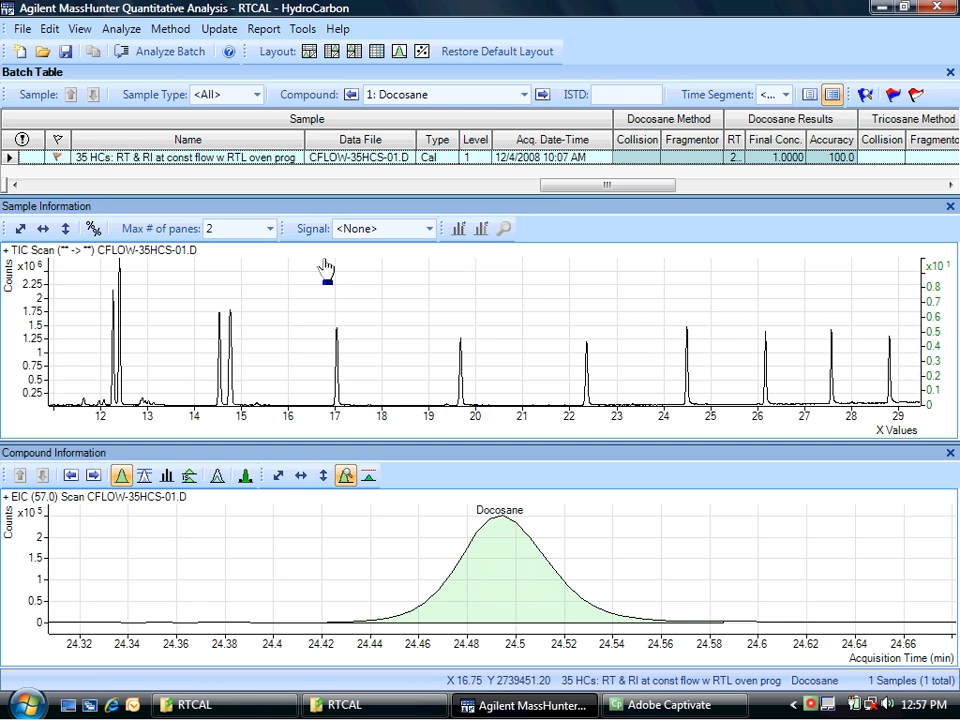 Agilent MassHunter Quantitative Analysis - RTCAL - HydroCarbon
File Edit View Analyze Method Update Report Tools Help
Analyze Batch Layout: Restore Default Layout
Batch Table
Sample: Sample Type: <All> Compound: 1: Docosane ISTD: Time Segment: <...
Sample Docosane Method Docosane Results Tricosane Method
Name Data File Type Level Acq. Date-Time Collision Fragmentor RT Final Conc. Accuracy Collision Fragmento
35 HCs: RT & RI at const flow w RTL oven prog CFLOW-35HCS-01.D Cal 1 12/4/2008 10:07 AM 2... 1.0000 100.0
Sample Information
Max # of panes: 2 Signal: <None>
+ TIC Scan (** -> **) CFLOW-35HCS-01.D
Counts
x10 6
2.25
2
1.75
1.5
1.25
1
0.75
0.5
0.25
x10 1
0.8
0.7
0.6
0.5
0.4
0.3
0.2
0.1
0
12 13 14 15 16 17 18 19 20 21 22 23 24 25 26 27 28 29
X Values
Compound Information
+ EIC (57.0) Scan CFLOW-35HCS-01.D
Counts
x10 5
2
1.5
1
0.5
0
Docosane
24.32 24.34 24.36 24.38 24.4 24.42 24.44 24.46 24.48 24.5 24.52 24.54 24.56 24.58 24.6 24.62 24.64 24.66
Acquisition Time (min)
X 16.75 Y 2739451.20 35 HCs: RT & RI at const flow w RTL oven prog Docosane 1 Samples (1 total)
RTCAL RTCAL Agilent MassHunter... Adobe Captivate 12:57 PM